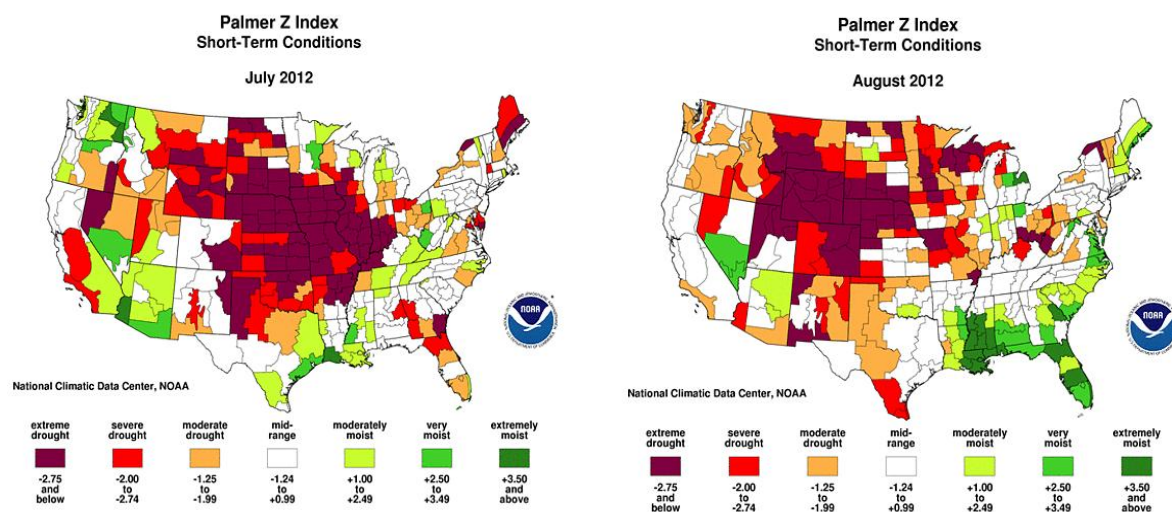 Palmer Z Index
Short-Term Conditions
July 2012
NOAA
National Climatic Data Center, NOAA
extreme drought
severe drought
moderate drought
mid-range
moderately moist
very moist
extremely moist
-2.75 and below
-2.00 to -2.74
-1.25 to -1.99
-1.24 to +0.99
+1.00 to +2.49
+2.50 to +3.49
+3.50 and above
Palmer Z Index
Short-Term Conditions
August 2012
NOAA
National Climatic Data Center, NOAA
extreme drought
severe drought
moderate drought
mid-range
moderately moist
very moist
extremely moist
-2.75 and below
-2.00 to -2.74
-1.25 to -1.99
-1.24 to +0.99
+1.00 to +2.49
+2.50 to +3.49
+3.50 and above